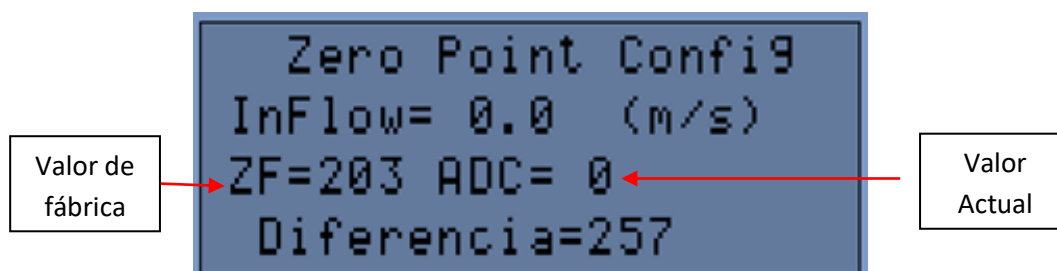 Zero Point Config
InFlow= 0.0 (m/s)
Valor de
fábrica
ZF=203 ADC= 0
Valor
Actual
Diferencia=257